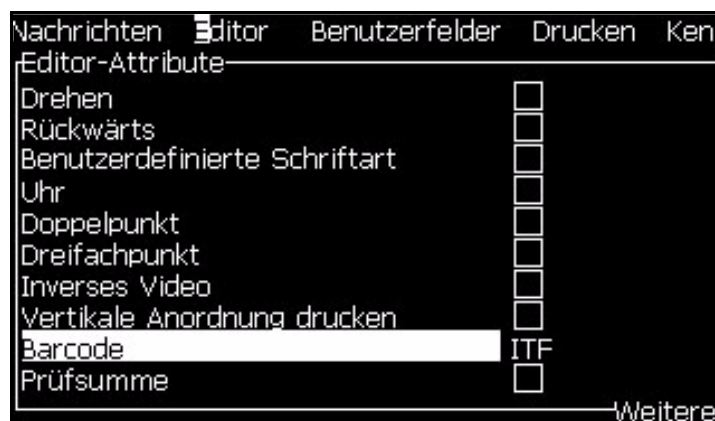 Nachrichten Editor Benutzerfelder Drucken Ken
Editor-Attribute
Drehen
Rückwärts
Benutzerdefinierte Schriftart
Uhr
Doppelpunkt
Dreifachpunkt
Inverses Video
Vertikale Anordnung drucken
Barcode ITF
Prüfsumme
Weitere